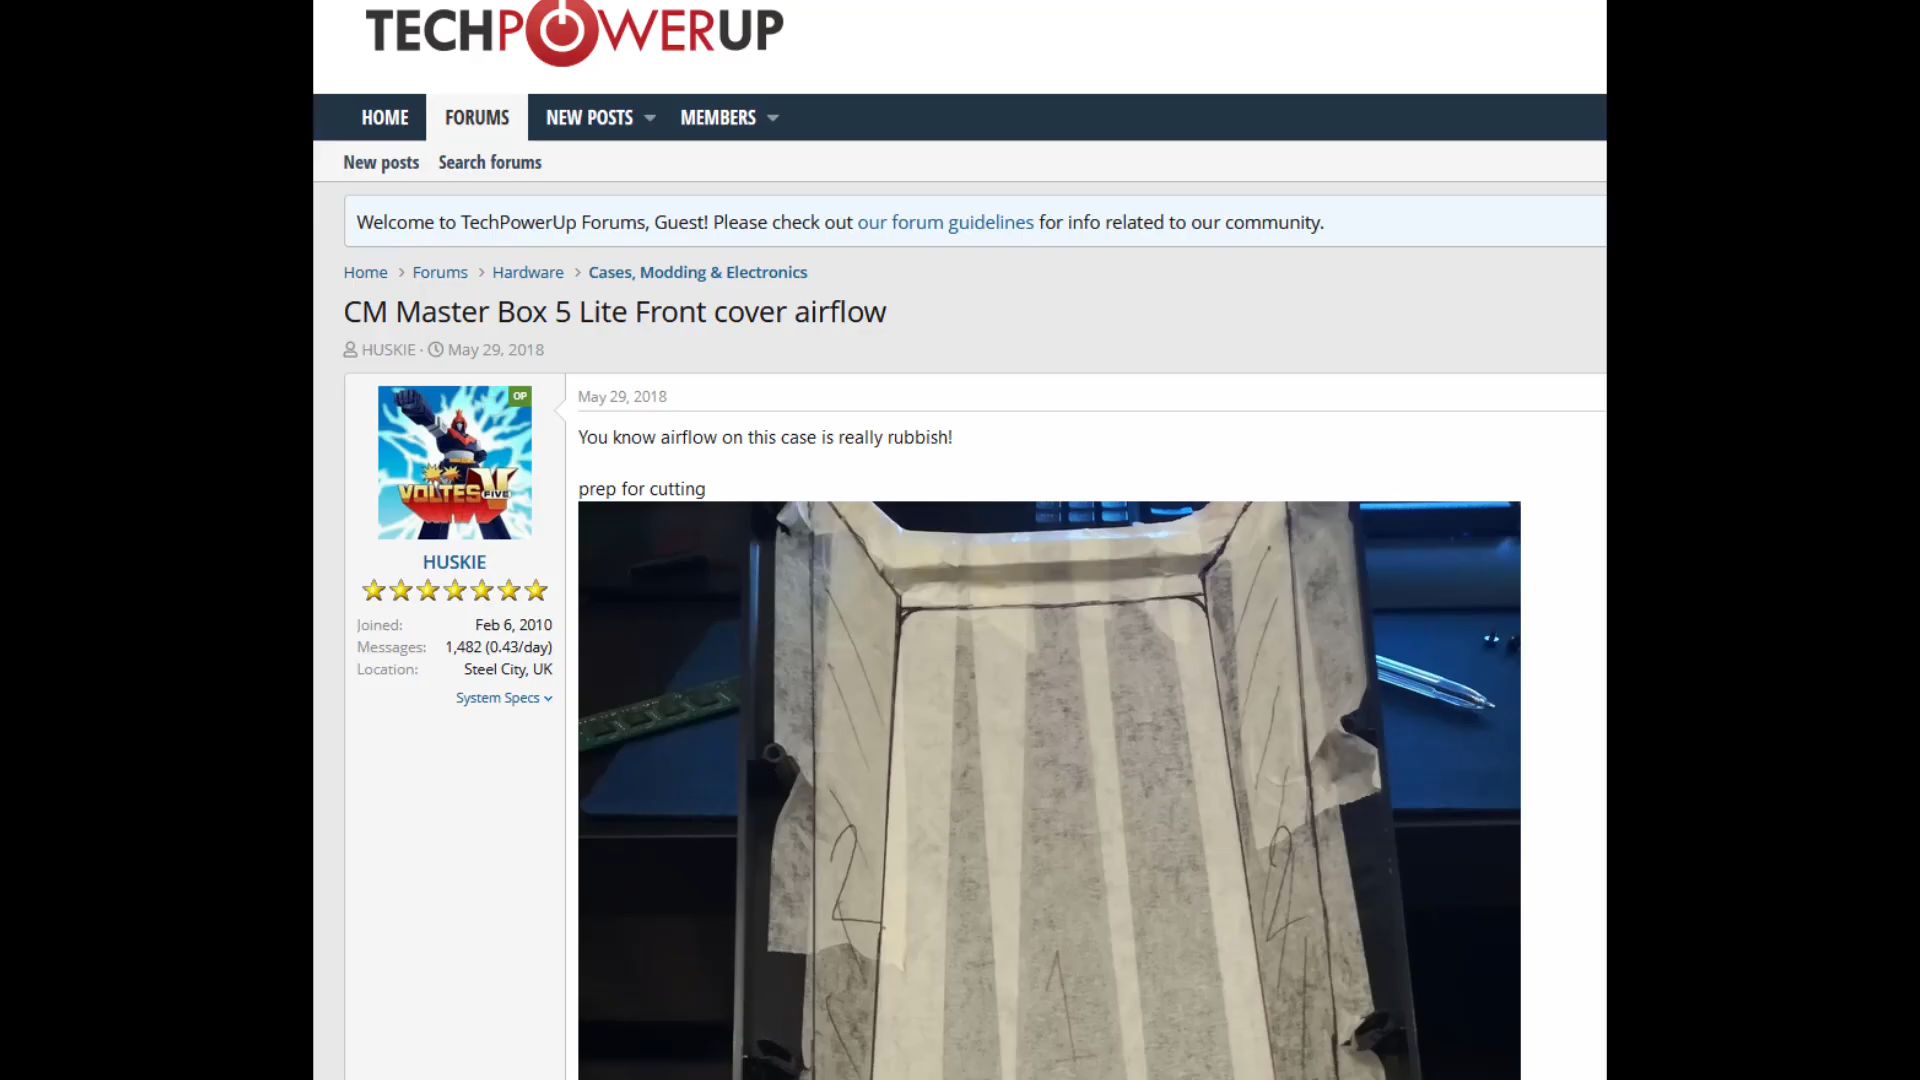 TECHPOWERUP
HOME FORUMS NEW POSTS MEMBERS
New posts Search forums
Welcome to TechPowerUp Forums, Guest! Please check out our forum guidelines for info related to our community.
Home > Forums > Hardware > Cases, Modding & Electronics
CM Master Box 5 Lite Front cover airflow
HUSKIE · May 29, 2018
OP
VOLTES V
FIVE
HUSKIE
Joined: Feb 6, 2010
Messages: 1,482 (0.43/day)
Location: Steel City, UK
System Specs
May 29, 2018
You know airflow on this case is really rubbish!
prep for cutting
2 2
1